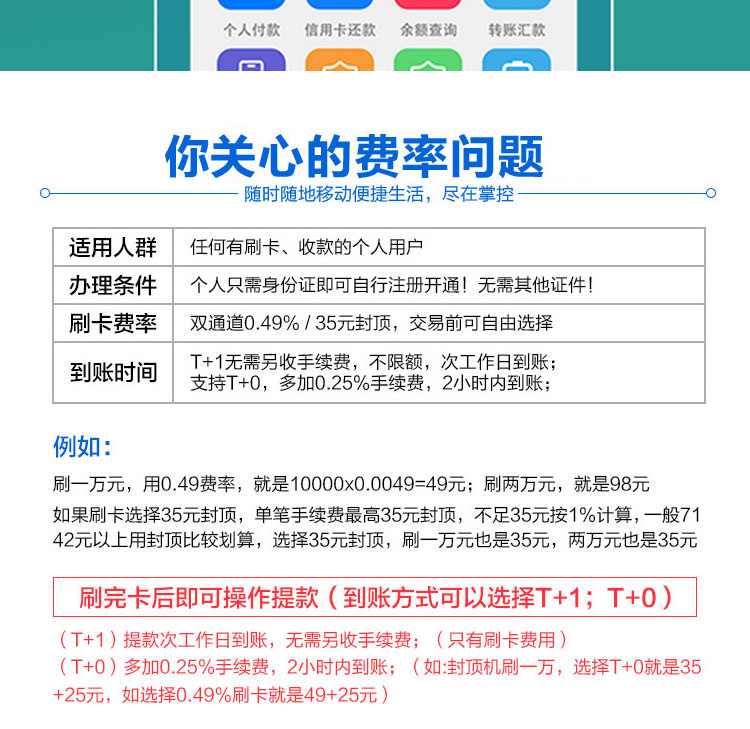 个人付款 信用卡还款 余额查询 转账汇款
你关心的费率问题
随时随地移动便捷生活，尽在掌控
适用人群 任何有刷卡、收款的个人用户
办理条件 个人只需身份证即可自行注册开通！无需其他证件！
刷卡费率 双通道0.49% / 35元封顶，交易前可自由选择
到账时间 T+1无需另收手续费，不限额，次工作日到账；
支持T+0，多加0.25%手续费，2小时内到账；
例如：
刷一万元，用0.49费率，就是10000x0.0049=49元；刷两万元，就是98元
如果刷卡选择35元封顶，单笔手续费最高35元封顶，不足35元按1%计算，一般71
42元以上用封顶比较划算，选择35元封顶，刷一万元也是35元，两万元也是35元
刷完卡后即可操作提款（到账方式可以选择T+1；T+0）
（T+1）提款次工作日到账，无需另收手续费；（只有刷卡费用）
（T+0）多加0.25%手续费，2小时内到账；（如:封顶机刷一万，选择T+0就是35
+25元，如选择0.49%刷卡就是49+25元）